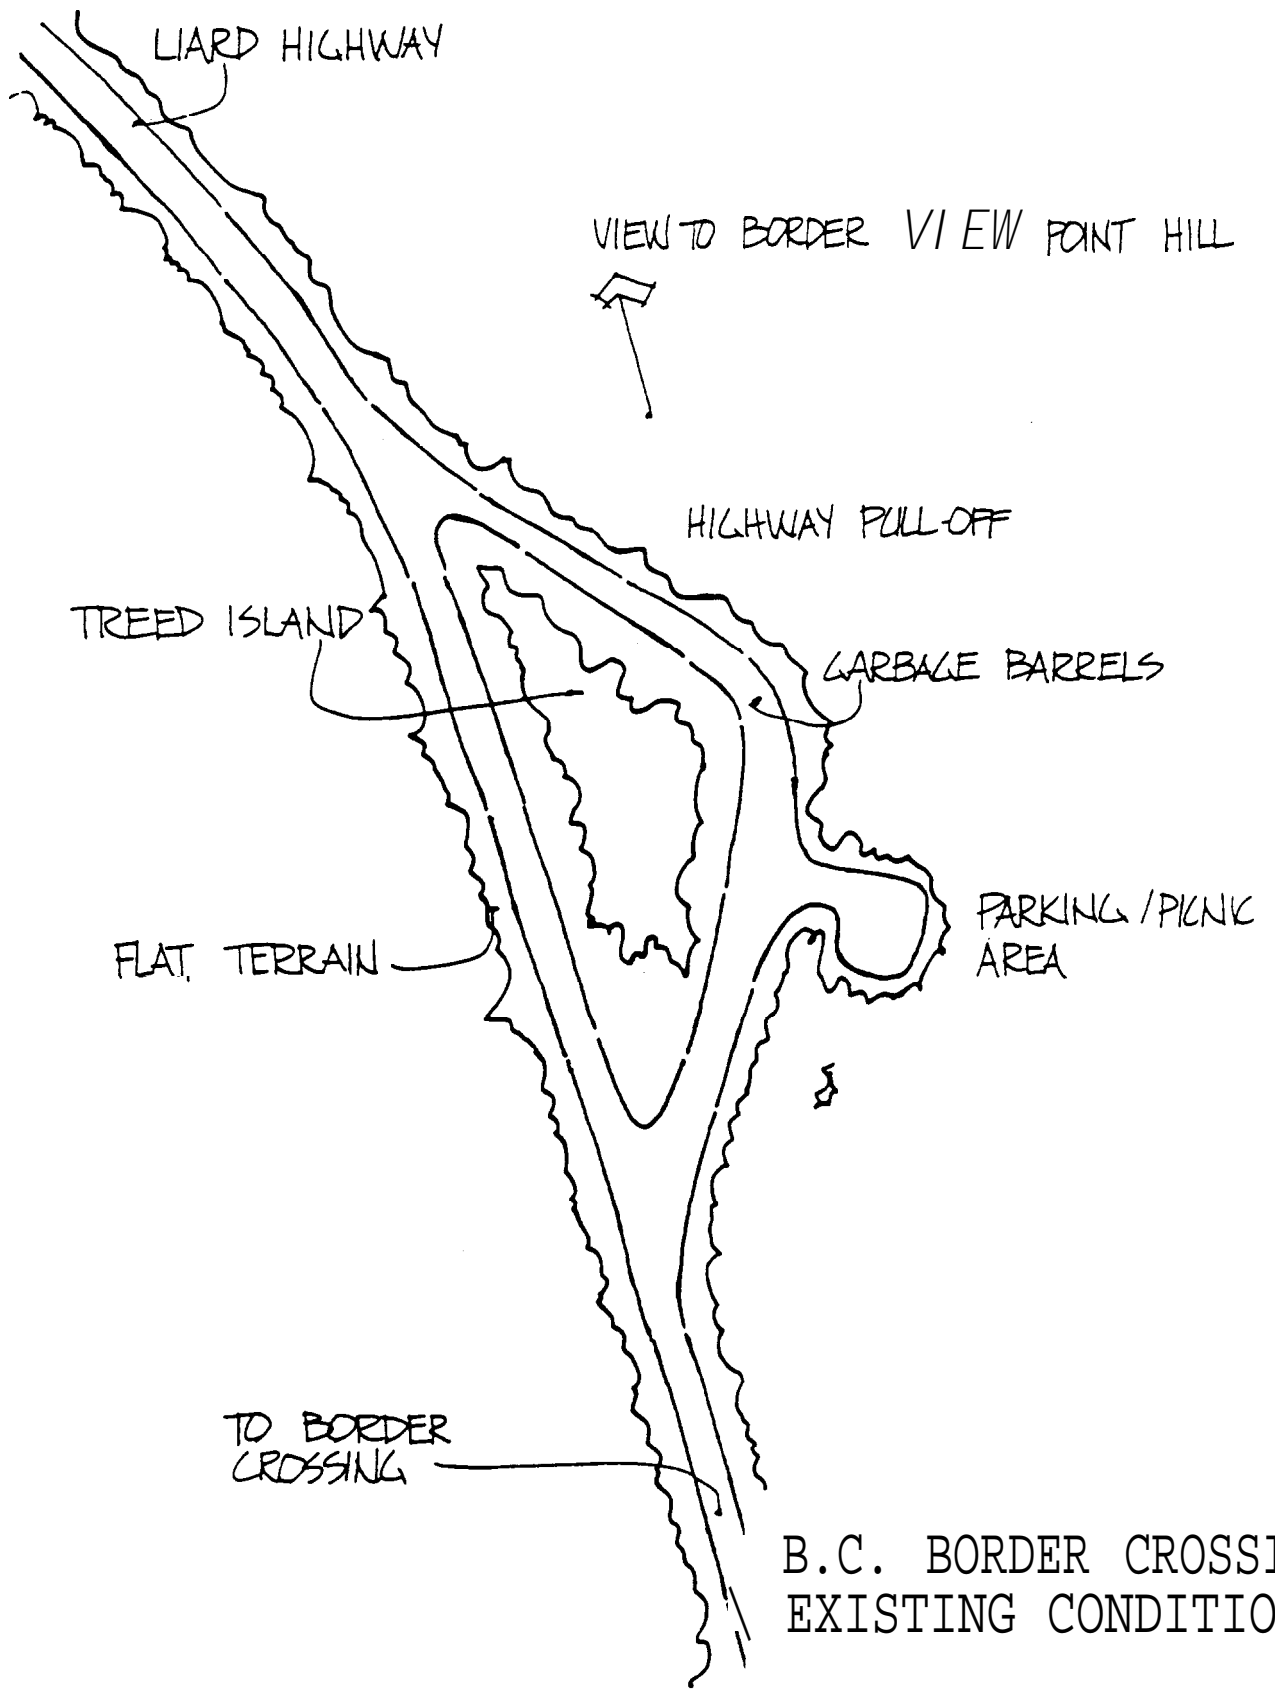 LIARD HIGHWAY
VIEW TO BORDER VIEW POINT HILL
HIGHWAY PULL-OFF
TREED ISLAND
GARBAGE BARRELS
PARKING/PICNIC
AREA
FLAT TERRAIN
TO BORDER
CROSSING
B.C. BORDER CROSSI
EXISTING CONDITIO